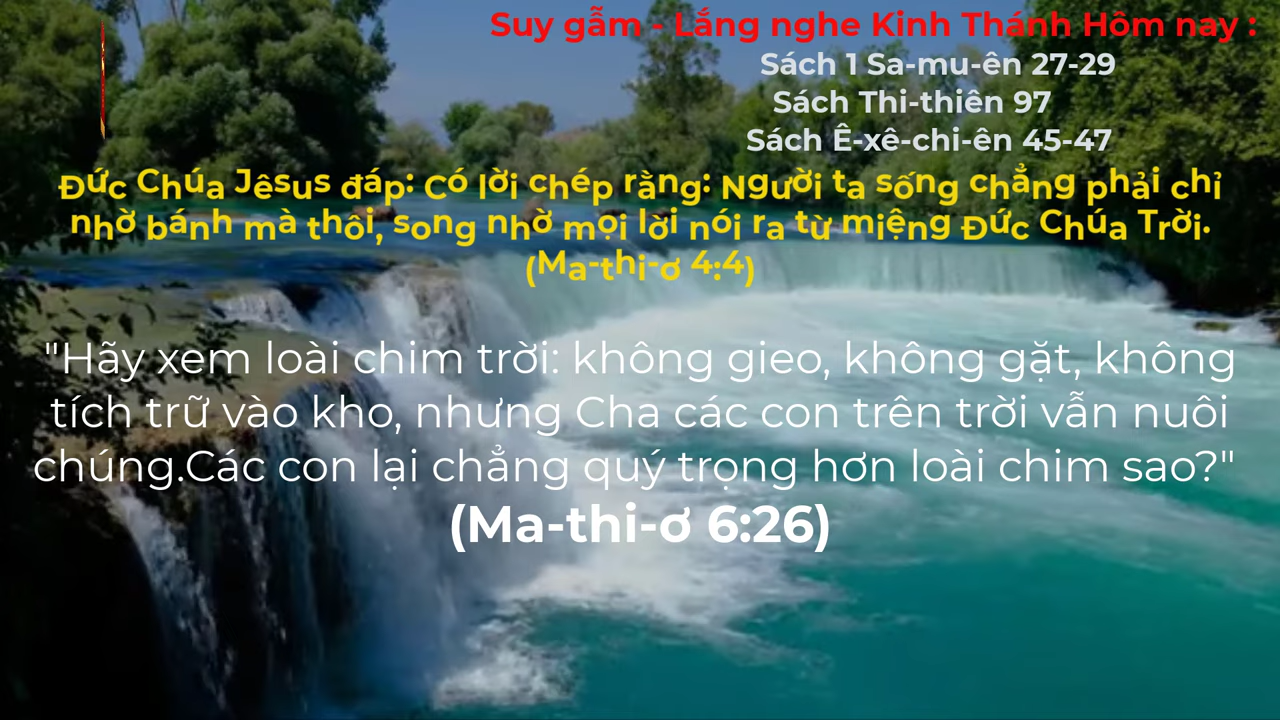 Suy gẫm - Lắng nghe Kinh Thánh Hôm nay :
Sách 1 Sa-mu-ên 27-29
Sách Thi-thiên 97
Sách Ê-xê-chi-ên 45-47
Đức Chúa Jêsus đáp: Có lời chép rằng: Người ta sống chẳng phải chỉ
nhờ bánh mà thôi, song nhờ mọi lời nói ra từ miệng Đức Chúa Trời.
(Ma-thi-ơ 4:4)
"Hãy xem loài chim trời: không gieo, không gặt, không
tích trữ vào kho, nhưng Cha các con trên trời vẫn nuôi
chúng.Các con lại chẳng quý trọng hơn loài chim sao?"
(Ma-thi-ơ 6:26)